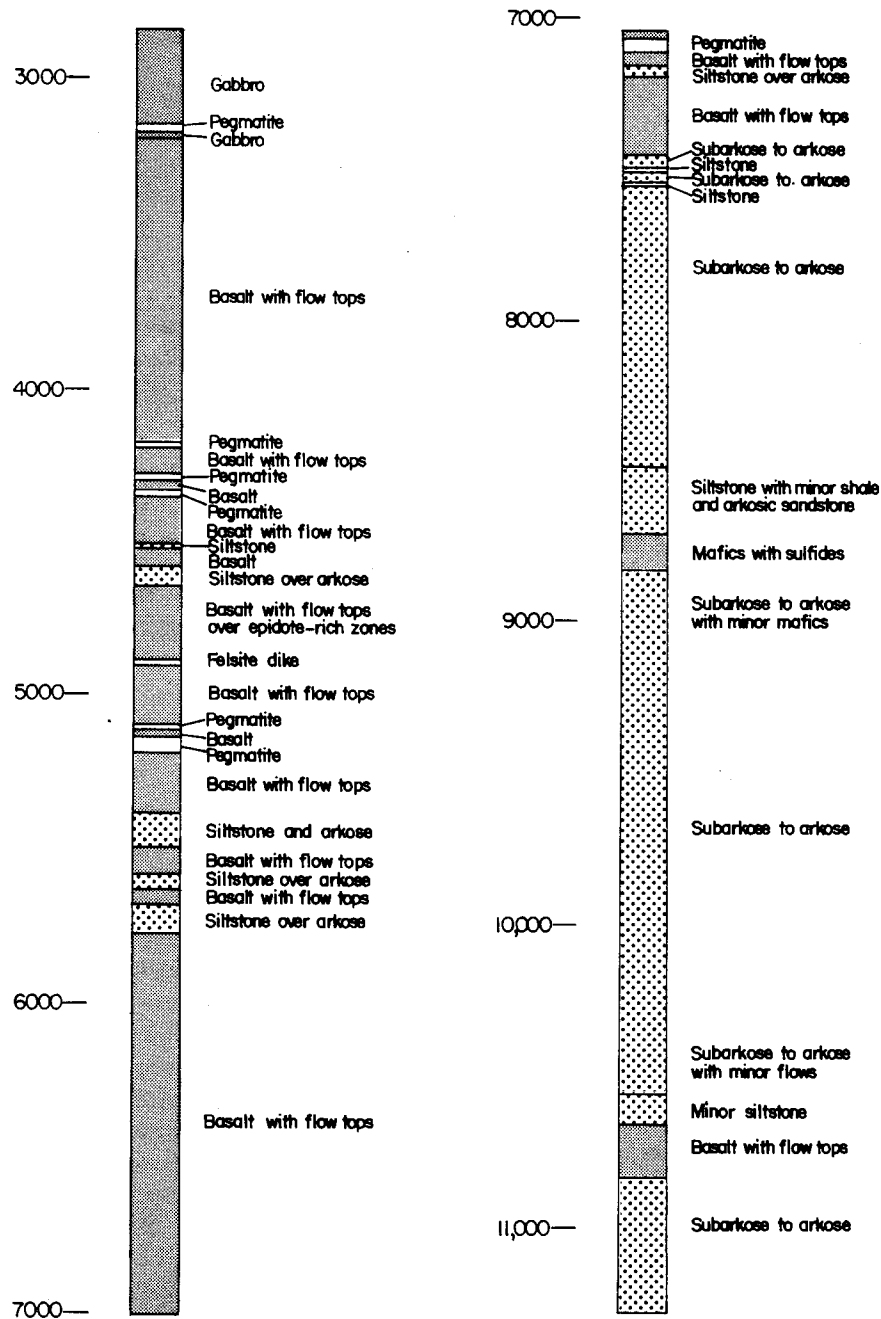 3000
Gabbro
Pegmatite
Gabbro
Basalt with flow tops
4000
Pegmatite
Basalt with flow tops
Pegmatite
Basalt
Pegmatite
Basalt with flow tops
Siltstone
Basalt
Siltstone over arkose
Basalt with flow tops
over epidote-rich zones
Felsite dike
5000
Basalt with flow tops
Pegmatite
Basalt
Pegmatite
Basalt with flow tops
Siltstone and arkose
Basalt with flow tops
Siltstone over arkose
Basalt with flow tops
Siltstone over arkose
6000
Basalt with flow tops
7000
7000
Pegmatite
Basalt with flow tops
Siltstone over arkose
Basalt with flow tops
Subarkose to arkose
Siltstone
Subarkose to arkose
Siltstone
Subarkose to arkose
8000
Siltstone with minor shale
and arkosic sandstone
Mafics with sulfides
Subarkose to arkose
with minor mafics
9000
Subarkose to arkose
10,000
Subarkose to arkose
with minor flows
Minor siltstone
Basalt with flow tops
11,000
Subarkose to arkose